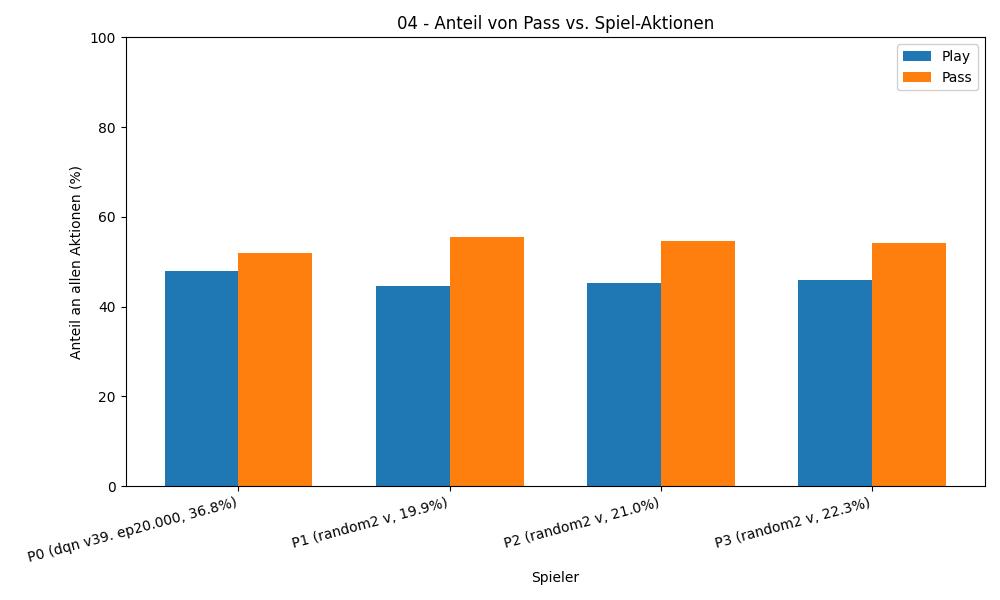 04 - Anteil von Pass vs. Spiel-Aktionen
Play
Pass
Anteil an allen Aktionen (%)
100
80
60
40
20
0
P0 (dqn v39. ep20.000, 36.8%)
P1 (random2 v, 19.9%)
P2 (random2 v, 21.0%)
P3 (random2 v, 22.3%)
Spieler